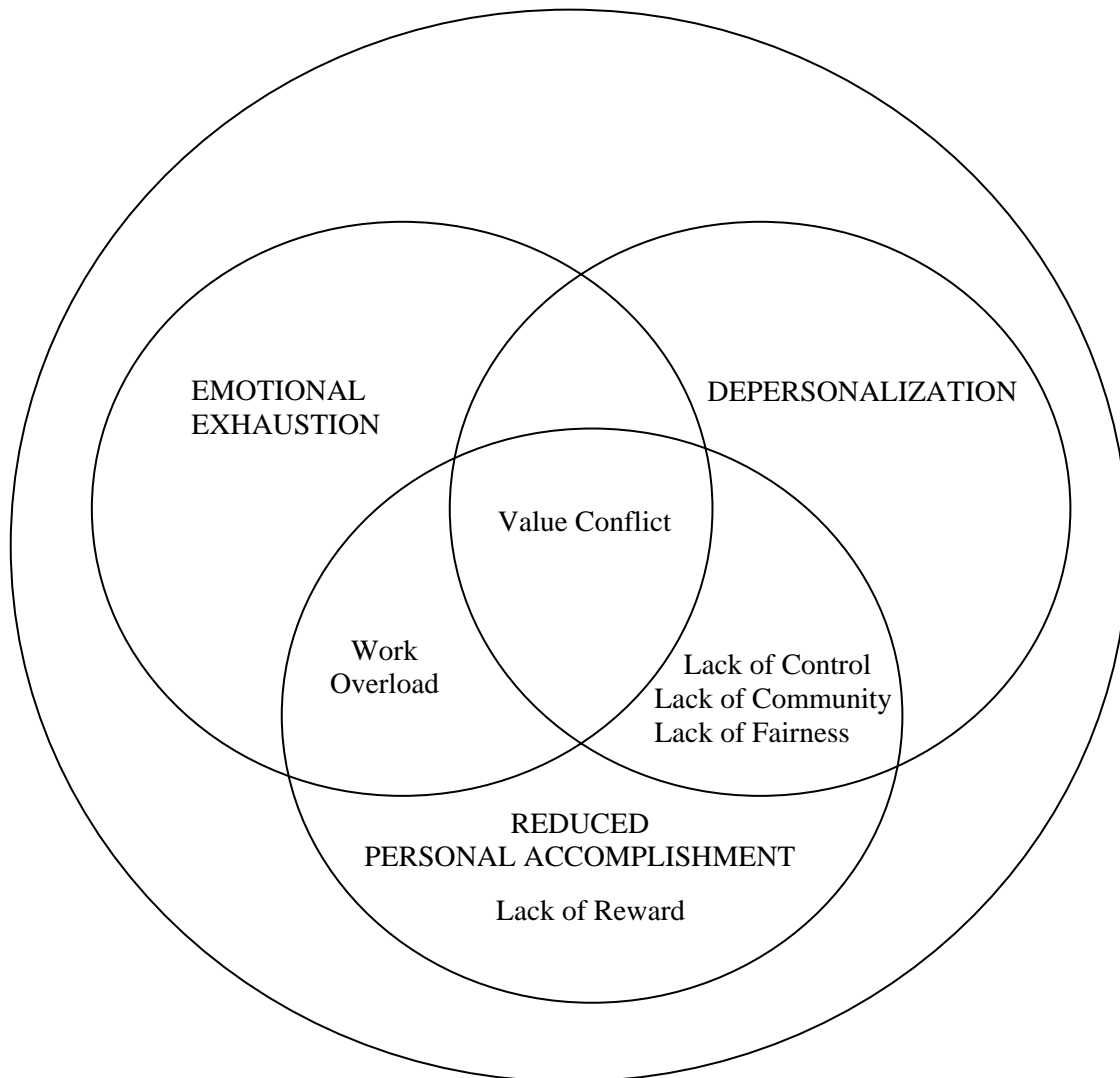 EMOTIONAL
EXHAUSTION
DEPERSONALIZATION
Value Conflict
Work
Overload
Lack of Control
Lack of Community
Lack of Fairness
REDUCED
PERSONAL ACCOMPLISHMENT
Lack of Reward